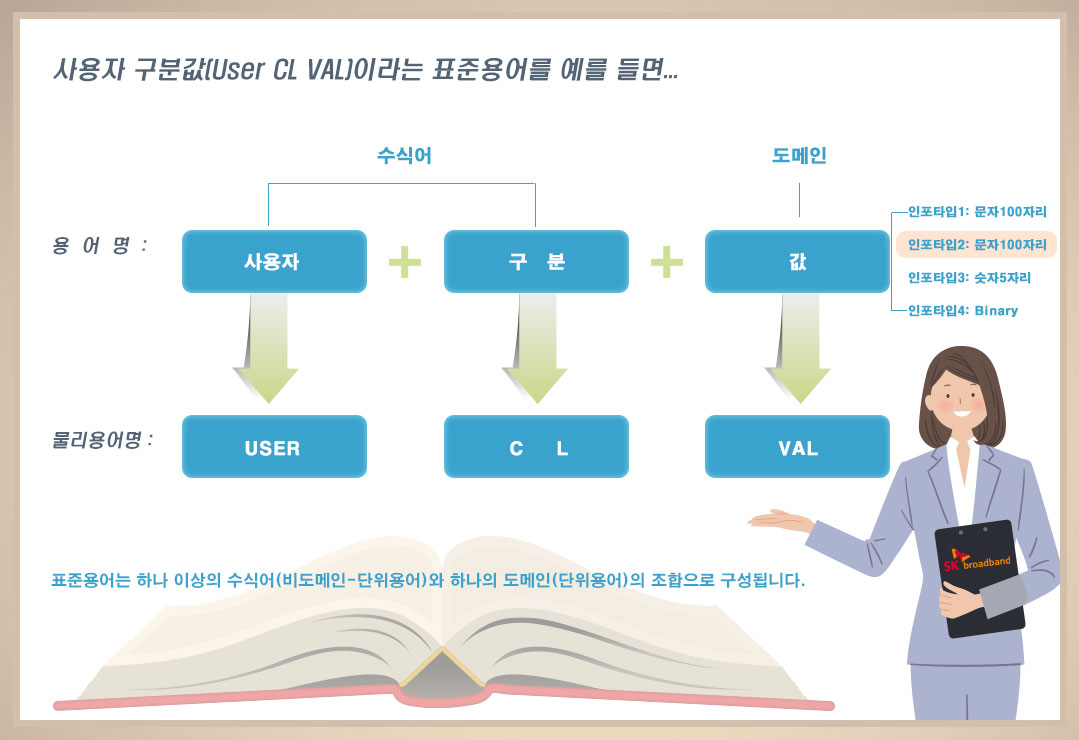 사용자 구분값(User CL VAL)이라는 표준용어를 예를 들면...
수식어
도메인
용 어 명 :
사용자
구 분
값
인포타입1: 문자100자리
인포타입2: 문자100자리
인포타입3: 숫자5자리
인포타입4: Binary
물리용어명 :
USER
C L
VAL
표준용어는 하나 이상의 수식어(비도메인-단위용어)와 하나의 도메인(단위용어)의 조합으로 구성됩니다.
SK broadband